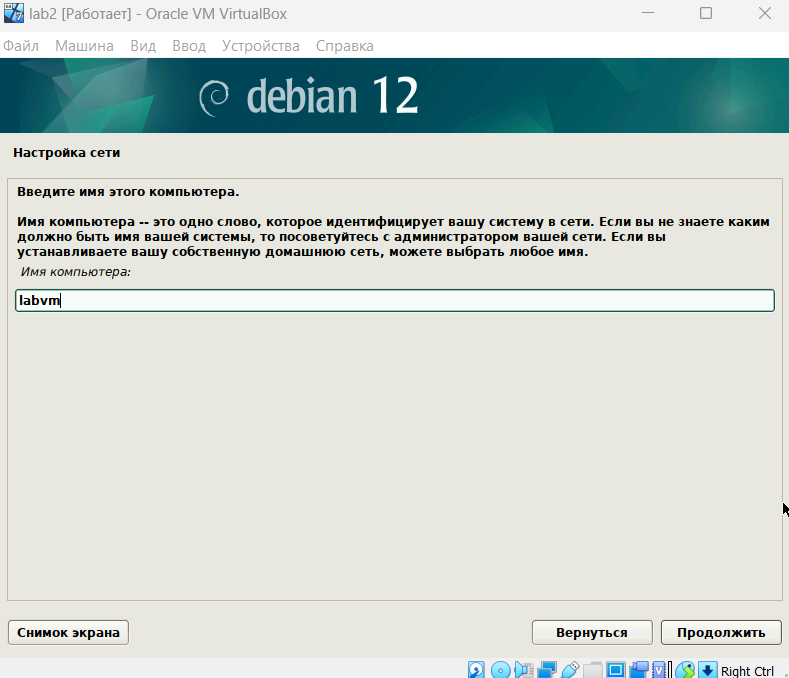 lab2 [Работает] - Oracle VM VirtualBox
Файл Машина Вид Ввод Устройства Справка
debian 12
Настройка сети
Введите имя этого компьютера.
Имя компьютера -- это одно слово, которое идентифицирует вашу систему в сети. Если вы не знаете каким
должно быть имя вашей системы, то посоветуйтесь с администратором вашей сети. Если вы
устанавливаете вашу собственную домашнюю сеть, можете выбрать любое имя.
Имя компьютера:
labvm
Снимок экрана Вернуться Продолжить
Right Ctrl